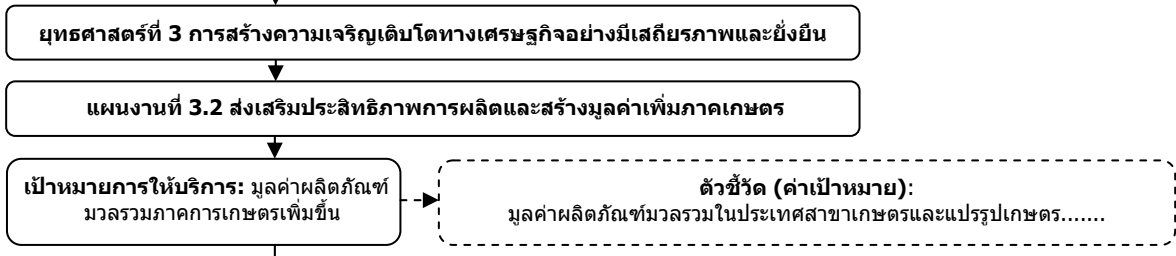 ยุทธศาสตร์ที่ 3 การสร้างความเจริญเติบโตทางเศรษฐกิจอย่างมีเสถียรภาพและยั่งยืน
แผนงานที่ 3.2 ส่งเสริมประสิทธิภาพการผลิตและสร้างมูลค่าเพิ่มภาคเกษตร
เป้าหมายการให้บริการ: มูลค่าผลิตภัณฑ์
มวลรวมภาคการเกษตรเพิ่มขึ้น
ตัวชี้วัด (ค่าเป้าหมาย):
มูลค่าผลิตภัณฑ์มวลรวมในประเทศสาขาเกษตรและแปรรูปเกษตร.......